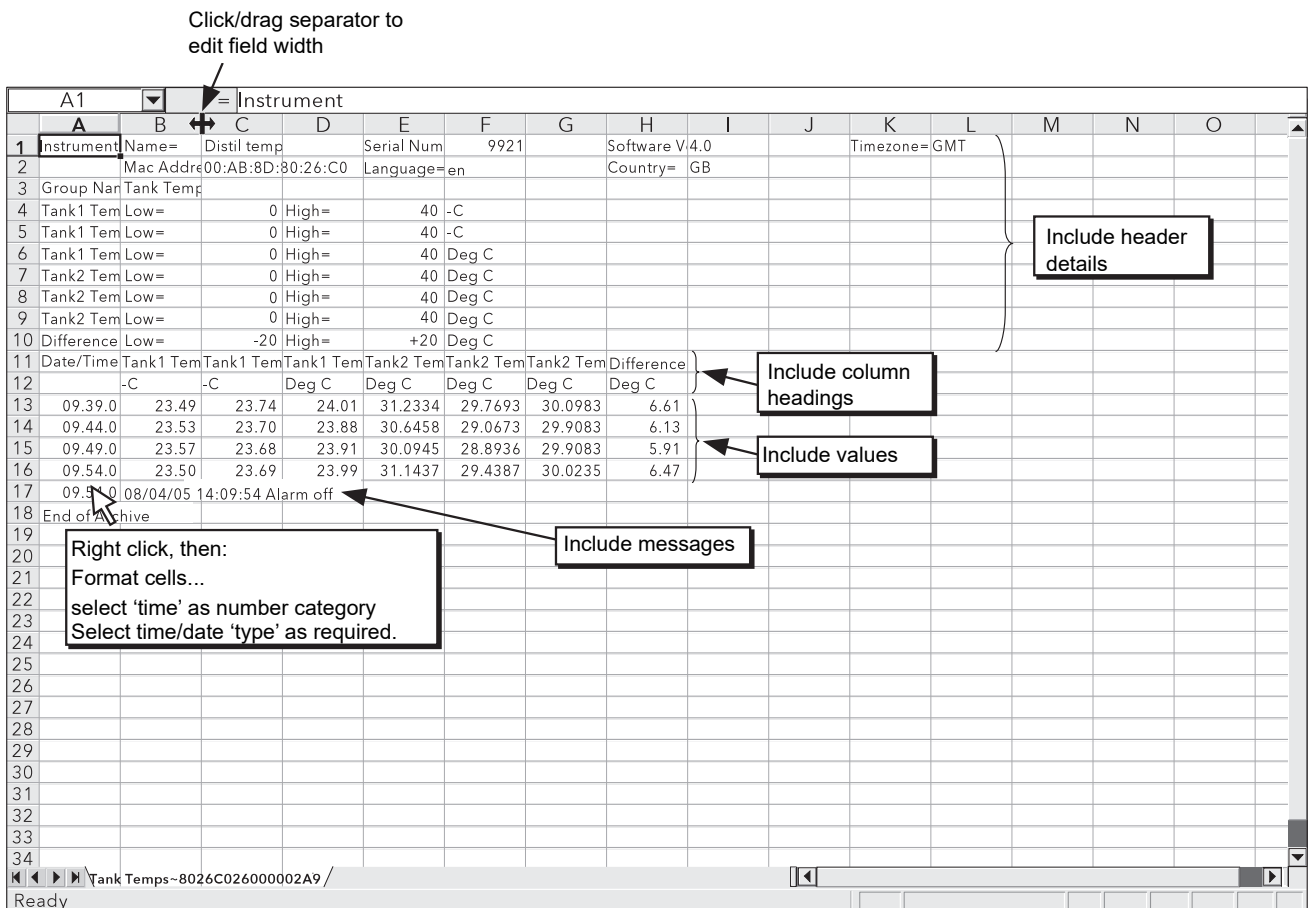 Click/drag separator to
edit field width
A1 = Instrument
A B C D E F G H I J K L M N O
1 Instrument Name= Distil temp Serial Num 9921 Software V 4.0 Timezone= GMT
2 Mac Addre 00:AB:8D:80:26:C0 Language= en Country= GB
3 Group Nar Tank Temp
4 Tank1 Tem Low= 0 High= 40 -C
5 Tank1 Tem Low= 0 High= 40 -C
6 Tank1 Tem Low= 0 High= 40 Deg C
7 Tank2 Tem Low= 0 High= 40 Deg C
8 Tank2 Tem Low= 0 High= 40 Deg C
9 Tank2 Tem Low= 0 High= 40 Deg C
10 Difference Low= -20 High= +20 Deg C
Include header
details
11 Date/Time Tank1 Tem Tank1 Tem Tank1 Tem Tank2 Tem Tank2 Tem Tank2 Tem Difference
12 -C -C Deg C Deg C Deg C Deg C Deg C
Include column
headings
13 09.39.0 23.49 23.74 24.01 31.2334 29.7693 30.0983 6.61
14 09.44.0 23.53 23.70 23.88 30.6458 29.0673 29.9083 6.13
15 09.49.0 23.57 23.68 23.91 30.0945 28.8936 29.9083 5.91
16 09.54.0 23.50 23.69 23.99 31.1437 29.4387 30.0235 6.47
Include values
17 09.54.0 08/04/05 14:09:54 Alarm off
18 End of Archive
Include messages
19
Right click, then:
20
21 Format cells...
22
select ‘time’ as number category
23
Select time/date ‘type’ as required.
24
25
26
27
28
29
30
31
32
33
34
Tank Temps~8026C026000002A9
Ready